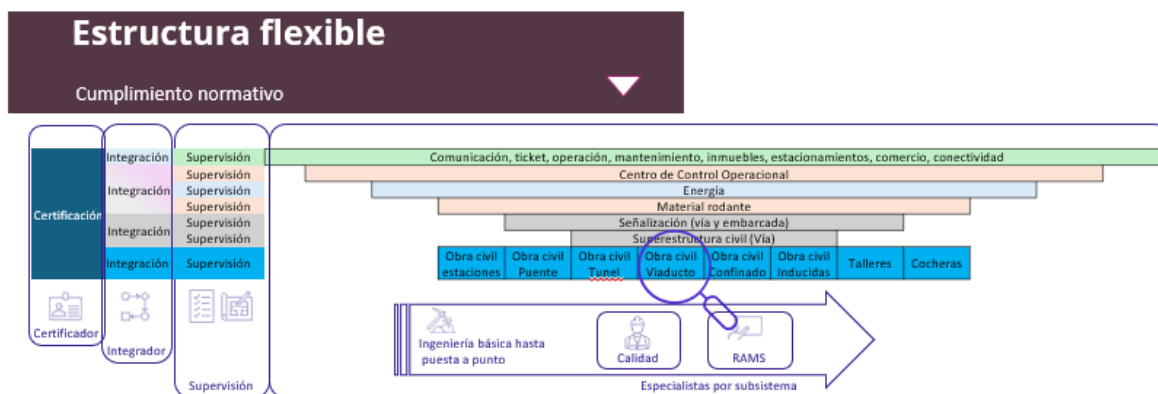 Estructura flexible
Cumplimiento normativo
Certificación
Integración
Integración
Integración
Integración
Supervisión
Supervisión
Supervisión
Supervisión
Supervisión
Supervisión
Supervisión
Comunicación, ticket, operación, mantenimiento, inmuebles, estacionamientos, comercio, conectividad
Centro de Control Operacional
Energía
Material rodante
Señalización (vía y embarcada)
Superestructura civil (Vía)
Obra civil
estaciones
Obra civil
Puente
Obra civil
Tunel
Obra civil
Viaducto
Obra civil
Confinado
Obra civil
Inducidas
Talleres
Cocheras
Certificador
Integrador
Supervisión
Ingeniería básica hasta
puesta a punto
Calidad
RAMS
Especialistas por subsistema